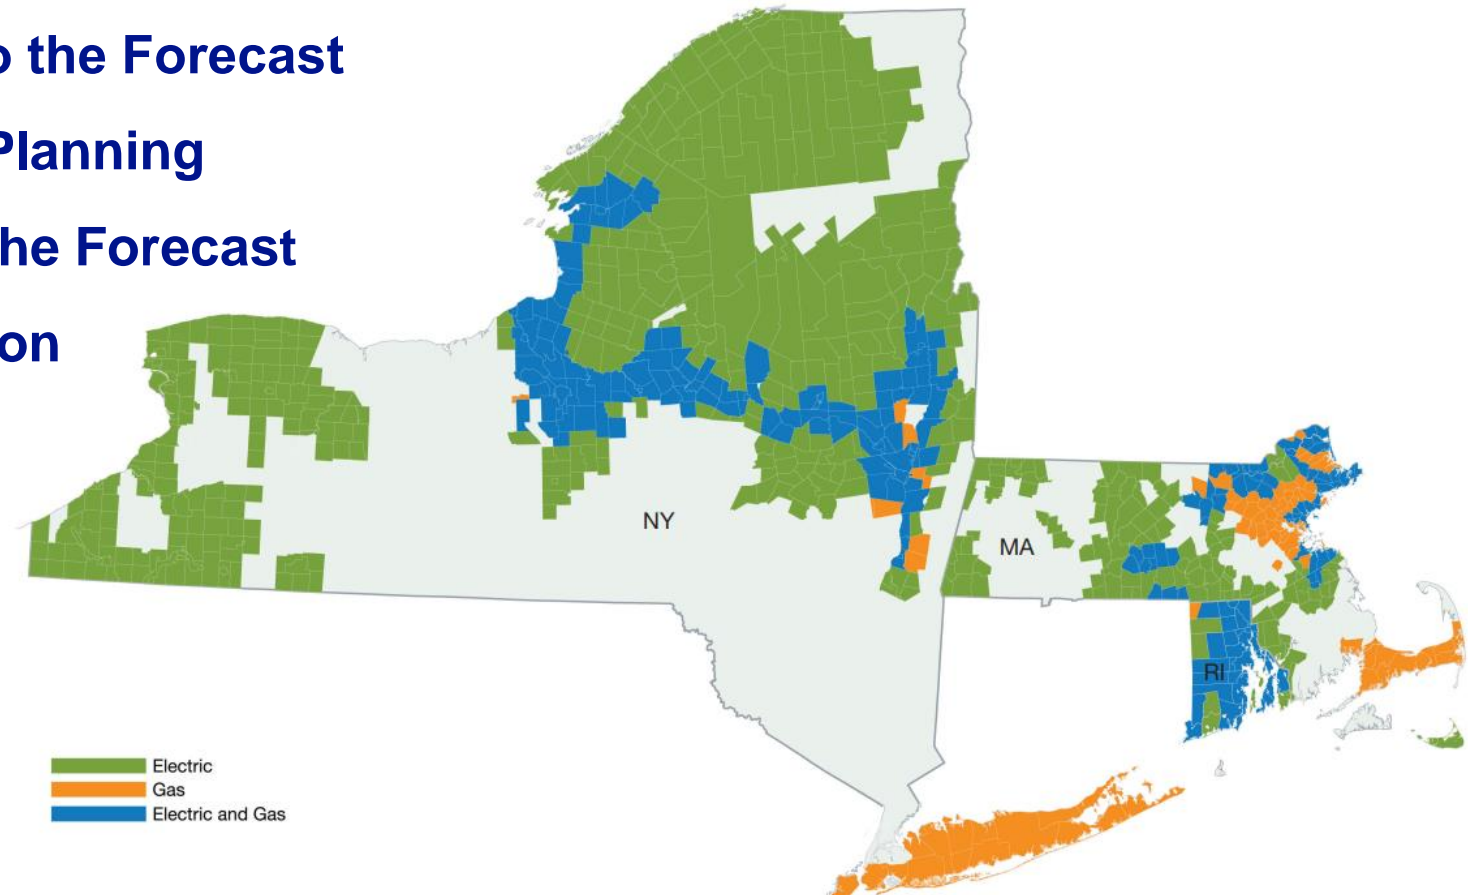 o the Forecast
Planning
he Forecast
on
NY
MA
RI
Electric
Gas
Electric and Gas